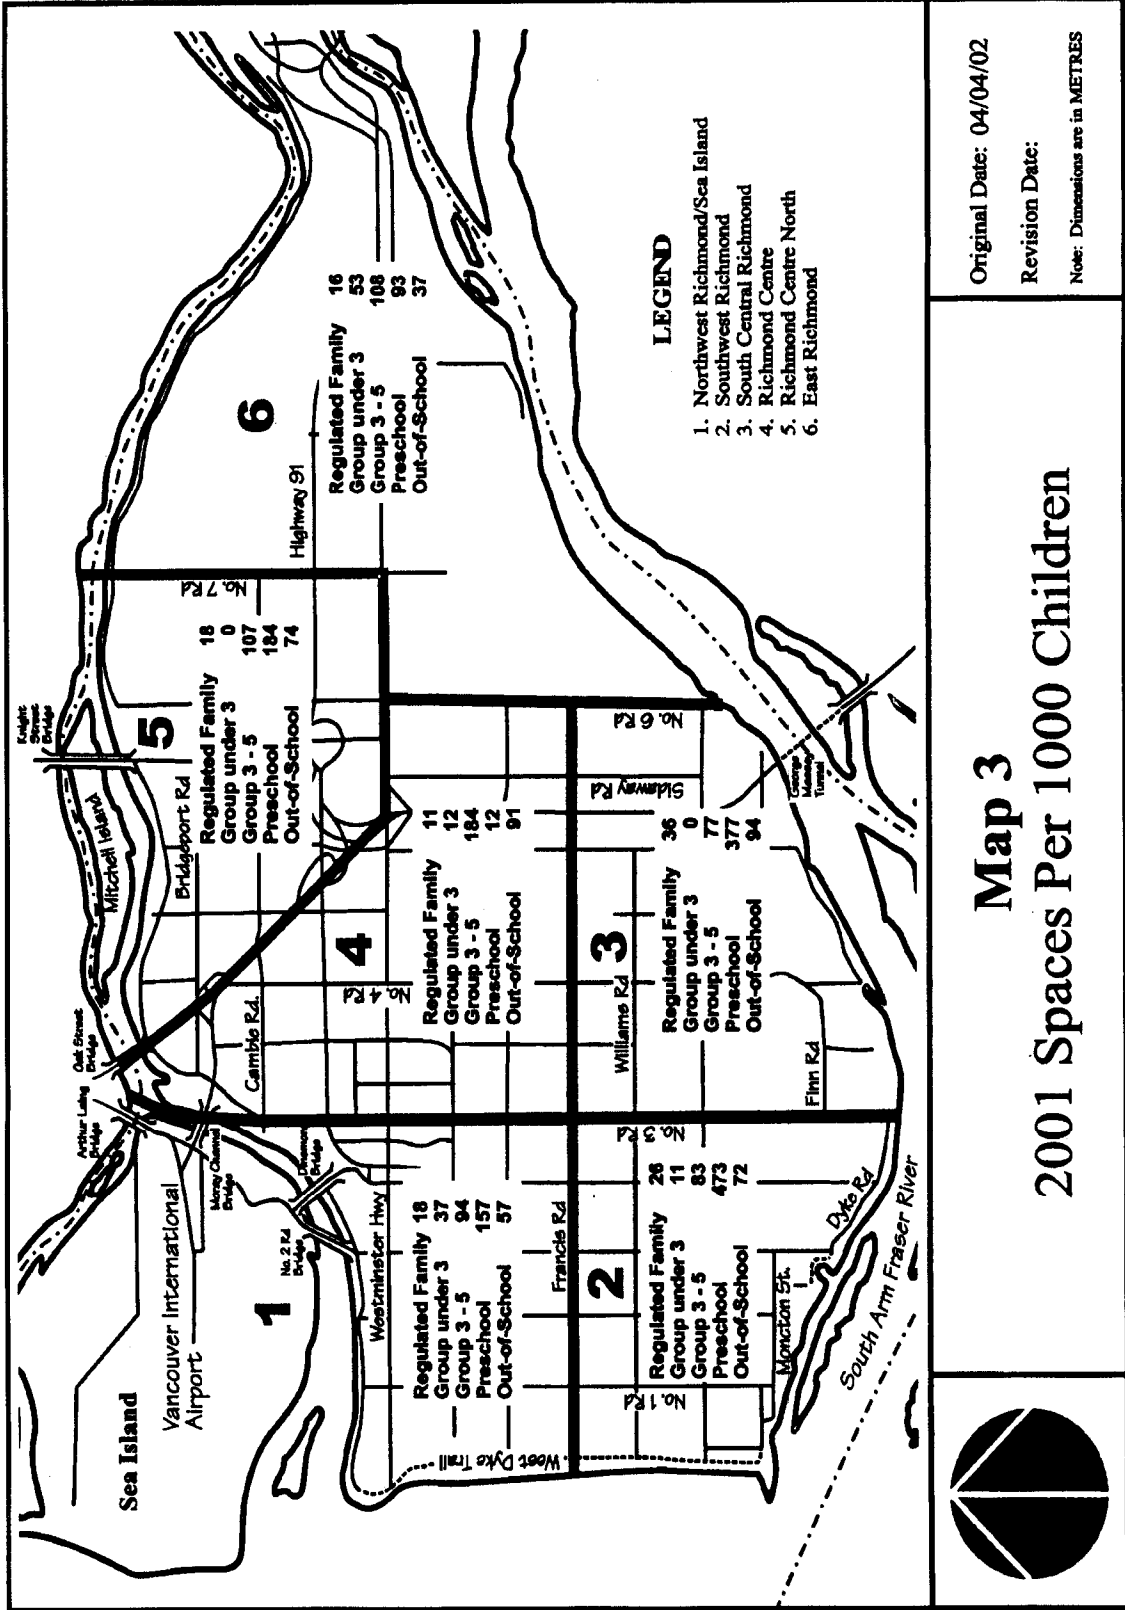 Sea Island
Vancouver International
Airport
1
No. 2 Rd
Bridge
Moray Channel
Bridge
Dinsmore
Bridge
Arthur Laing
Bridge
Oak Street
Bridge
Knight
Street
Bridge
Mitchell Island
Bridgeport Rd
Cambie Rd.
Westminster Hwy
No. 4 Rd
No. 7 Rd
Highway 91
Regulated Family 18
Group under 3 37
Group 3 - 5 94
Preschool 157
Out-of-School 57
West Dyke Trail
Francis Rd
2
Regulated Family 26
Group under 3 11
Group 3 - 5 83
Preschool 473
Out-of-School 72
No. 1 Rd
No. 3 Rd
Moncton St.
Dyke Rd
South Arm Fraser River
3
Williams Rd
Regulated Family 36
Group under 3 0
Group 3 - 5 77
Preschool 377
Out-of-School 94
Finn Rd
Sidaway Rd
No. 6 Rd
George
Massey
Tunnel
4
Regulated Family 11
Group under 3 12
Group 3 - 5 184
Preschool 12
Out-of-School 91
5
Regulated Family 18
Group under 3 0
Group 3 - 5 107
Preschool 184
Out-of-School 74
6
Regulated Family 16
Group under 3 53
Group 3 - 5 108
Preschool 93
Out-of-School 37
LEGEND
1. Northwest Richmond/Sea Island
2. Southwest Richmond
3. South Central Richmond
4. Richmond Centre
5. Richmond Centre North
6. East Richmond
Map 3
2001 Spaces Per 1000 Children
Original Date: 04/04/02
Revision Date:
Note: Dimensions are in METRES